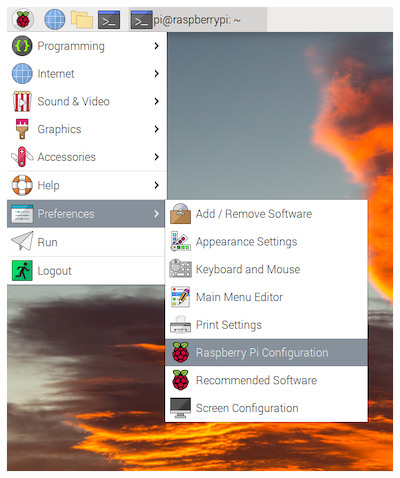 pi@raspberrypi: ~
Programming
Internet
Sound & Video
Graphics
Accessories
Help
Preferences
Run
Logout
Add / Remove Software
Appearance Settings
Keyboard and Mouse
Main Menu Editor
Print Settings
Raspberry Pi Configuration
Recommended Software
Screen Configuration